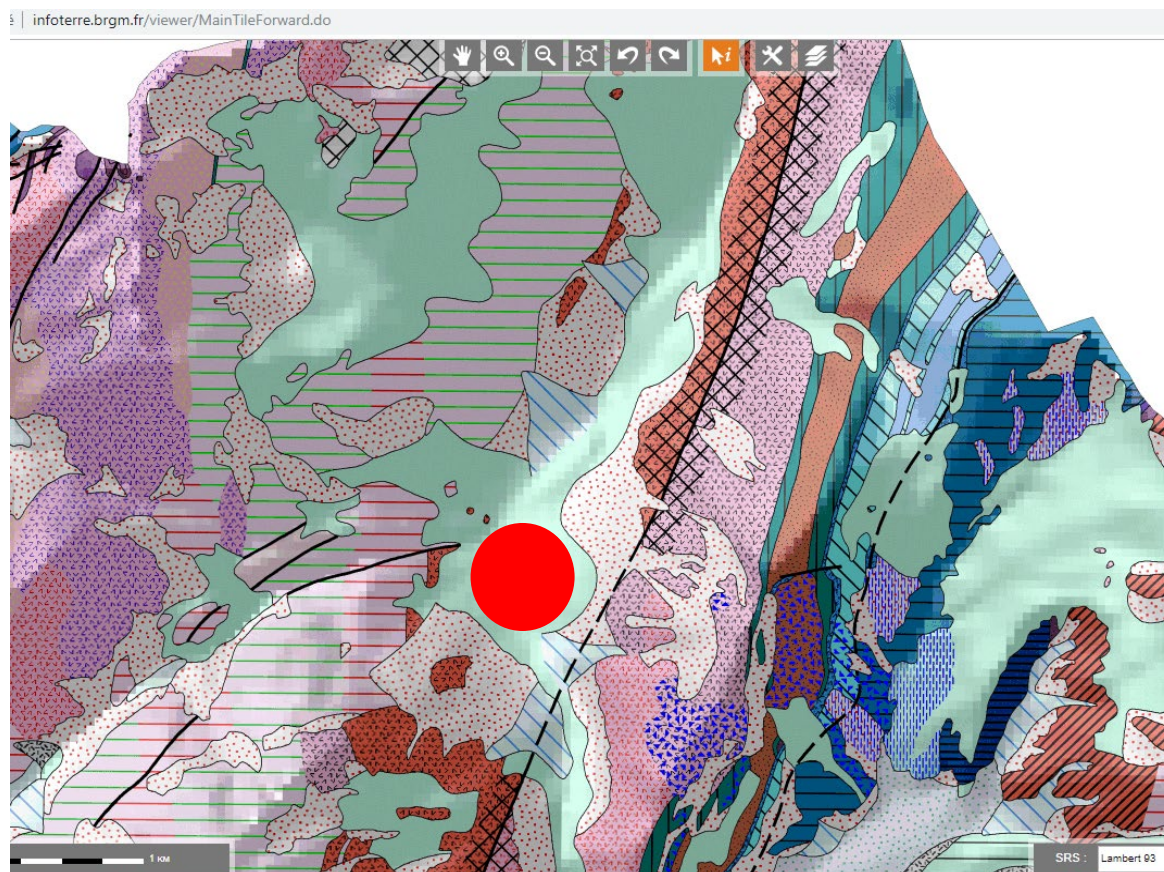 é | infoterre.brgm.fr/viewer/MainTileForward.do
i
1 KM
SRS : Lambert 93